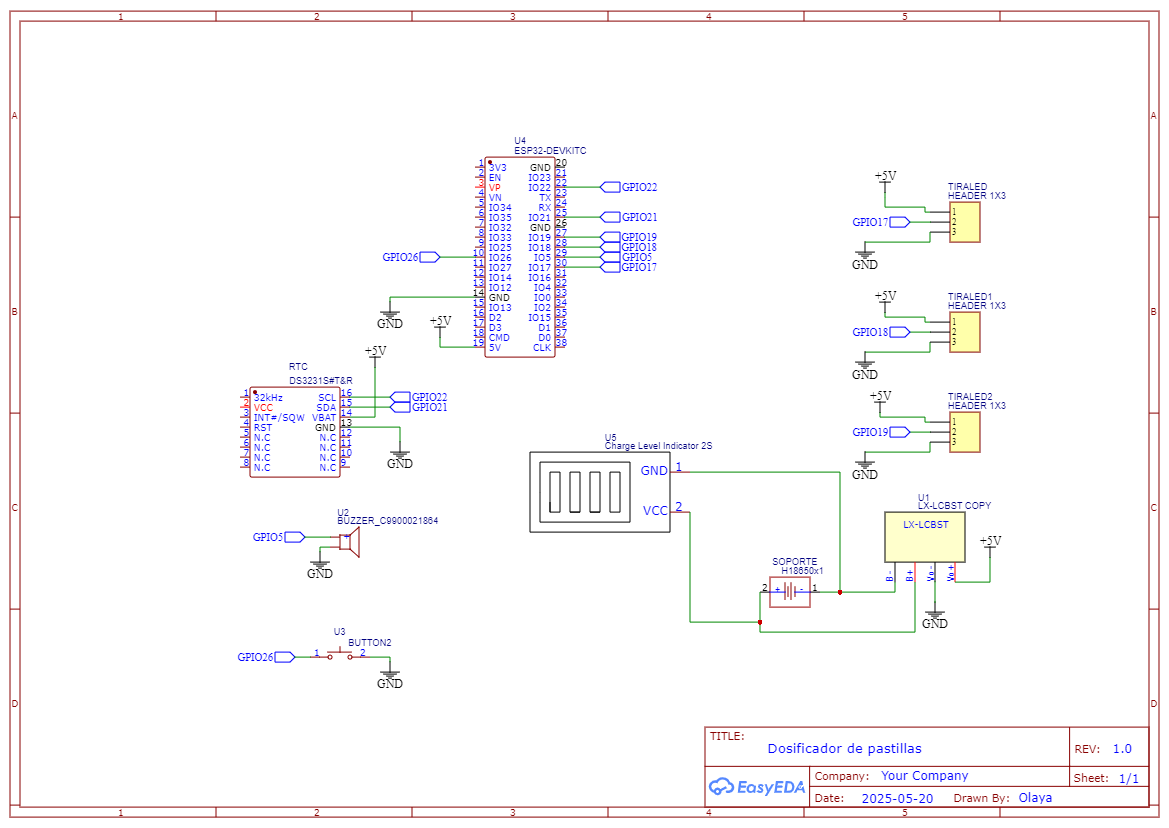 1 2 3 4 5
A A
B B
C C
D D
U4
ESP32-DEVKITC
1 3V3 GND 20
2 EN IO23 21
3 VP IO22 22 GPIO22
4 VN TX 23
5 IO34 RX 24
6 IO35 IO21 25 GPIO21
7 IO32 GND 26
8 IO33 IO19 27 GPIO19
9 IO25 IO18 28 GPIO18
GPIO26 10 IO26 IO5 29 GPIO5
11 IO27 IO17 30 GPIO17
12 IO14 IO16 31
13 IO12 IO4 32
14 GND IO0 33
15 IO13 IO2 34
16 D2 IO15 35
17 D3 D1 36
18 CMD D0 37
19 5V CLK 38
GND
+5V
+5V
TIRALED
HEADER 1X3
GPIO17
1
2
3
GND
+5V
TIRALED1
HEADER 1X3
GPIO18
1
2
3
GND
+5V
TIRALED2
HEADER 1X3
GPIO19
1
2
3
GND
+5V
RTC
DS3231S#T&R
1 32kHz SCL 16 GPIO22
2 VCC SDA 15 GPIO21
3 INT#/SQW VBAT 14
4 RST GND 13
5 N.C N.C 12
6 N.C N.C 11
7 N.C N.C 10
8 N.C N.C 9
GND
U5
Charge Level Indicator 2S
GND 1
VCC 2
U1
LX-LCBST COPY
LX-LCBST
B- B+ Vo- Vo+
+5V
GND
SOPORTE
H18650x1
2 + - 1
U2
BUZZER_C9900021864
GPIO5
+
GND
U3
BUTTON2
GPIO26 1 2
GND
TITLE:
Dosificador de pastillas
REV: 1.0
EasyEDA
Company: Your Company
Sheet: 1/1
Date: 2025-05-20 Drawn By: Olaya
1 2 3 4 5